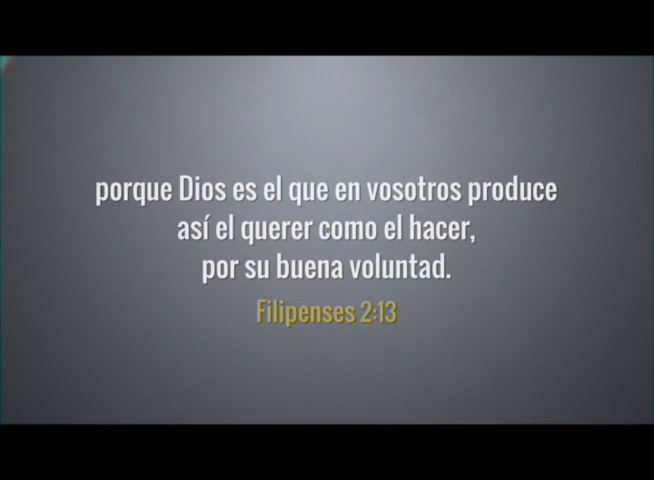 porque Dios es el que en vosotros produce
así el querer como el hacer,
por su buena voluntad.
Filipenses 2:13